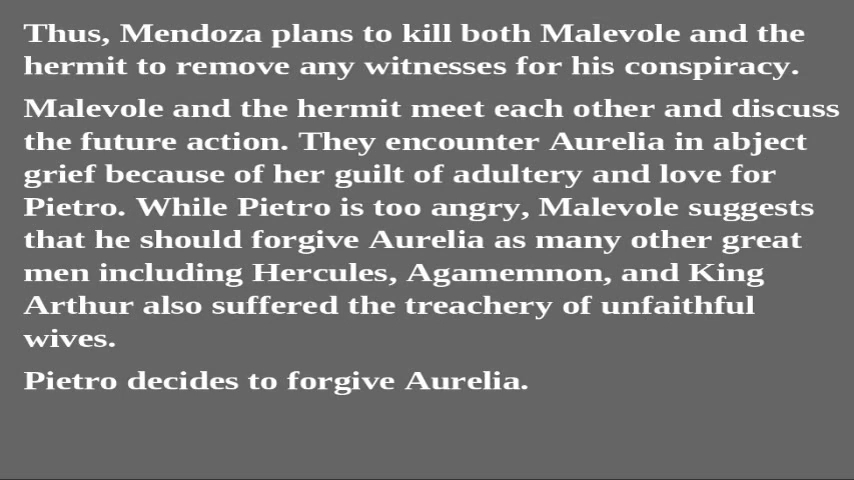 Thus, Mendoza plans to kill both Malevole and the
hermit to remove any witnesses for his conspiracy.
Malevole and the hermit meet each other and discuss
the future action. They encounter Aurelia in abject
grief because of her guilt of adultery and love for
Pietro. While Pietro is too angry, Malevole suggests
that he should forgive Aurelia as many other great
men including Hercules, Agamemnon, and King
Arthur also suffered the treachery of unfaithful
wives.
Pietro decides to forgive Aurelia.